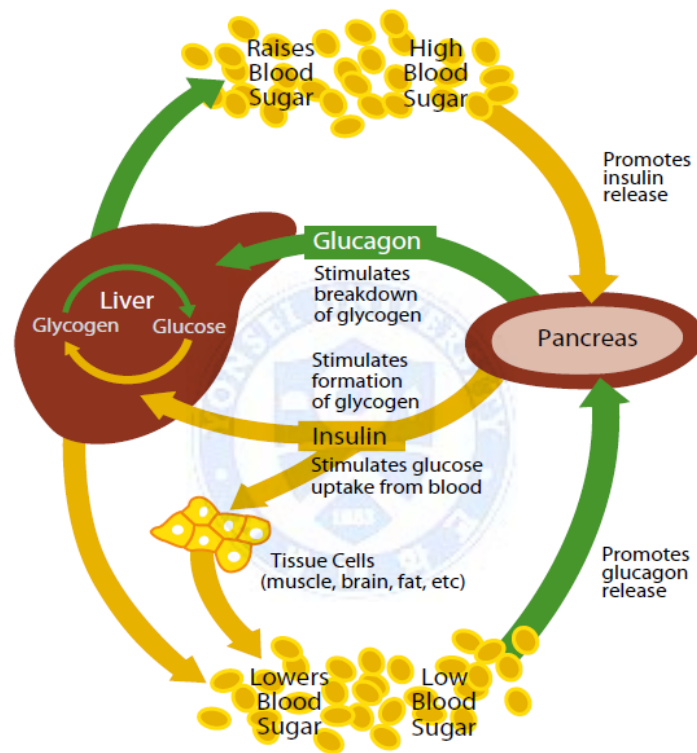 Raises
Blood
Sugar
High
Blood
Sugar
Promotes
insulin
release
Glucagon
Stimulates
breakdown
of glycogen
Liver
Glycogen
Glucose
Pancreas
Stimulates
formation
of glycogen
Insulin
Stimulates glucose
uptake from blood
Tissue Cells
(muscle, brain, fat, etc)
Promotes
glucagon
release
Lowers
Blood
Sugar
Low
Blood
Sugar